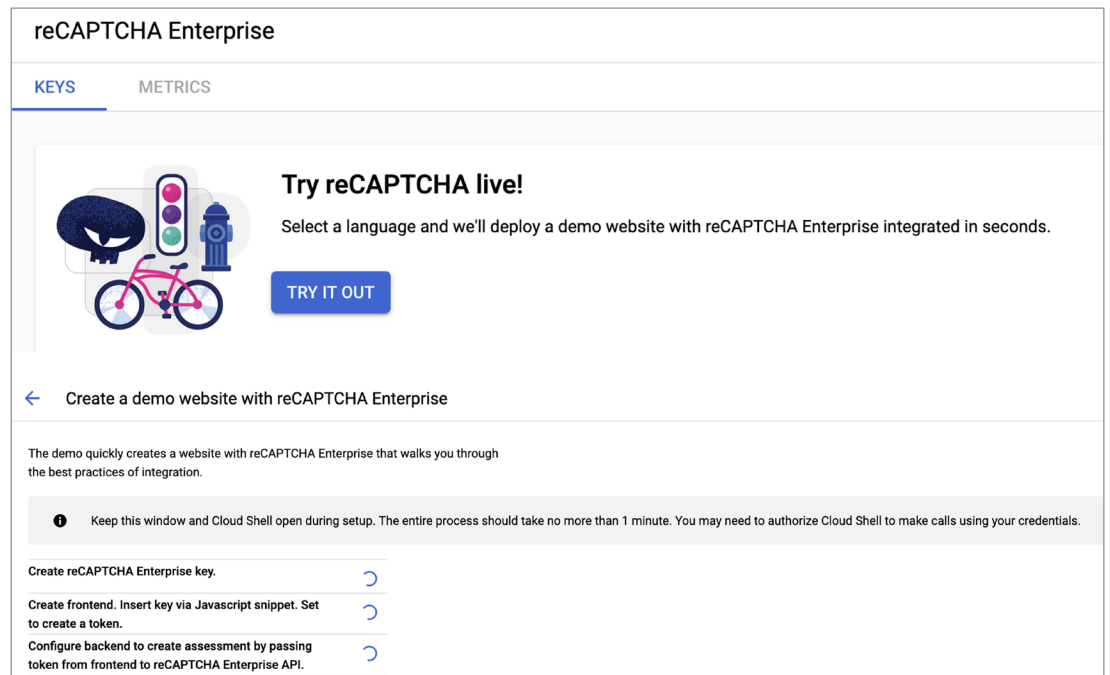 reCAPTCHA Enterprise
KEYS METRICS
Try reCAPTCHA live!
Select a language and we'll deploy a demo website with reCAPTCHA Enterprise integrated in seconds.
TRY IT OUT
Create a demo website with reCAPTCHA Enterprise
The demo quickly creates a website with reCAPTCHA Enterprise that walks you through
the best practices of integration.
Keep this window and Cloud Shell open during setup. The entire process should take no more than 1 minute. You may need to authorize Cloud Shell to make calls using your credentials.
Create reCAPTCHA Enterprise key.
Create frontend. Insert key via Javascript snippet. Set
to create a token.
Configure backend to create assessment by passing
token from frontend to reCAPTCHA Enterprise API.